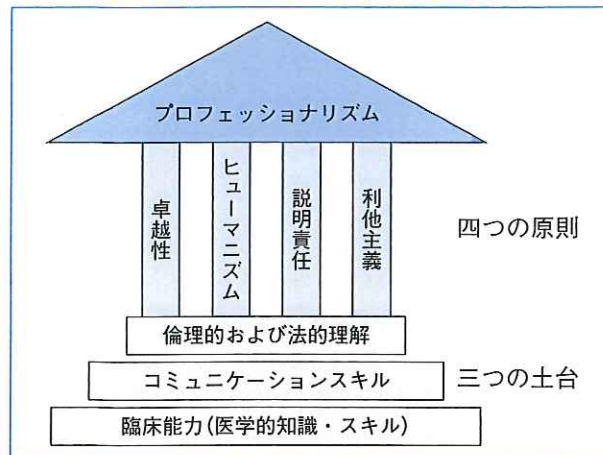 プロフェッショナリズム
卓越性
ヒューマニズム
説明責任
利他主義
四つの原則
倫理的および法的理解
コミュニケーションスキル
三つの土台
臨床能力(医学的知識・スキル)